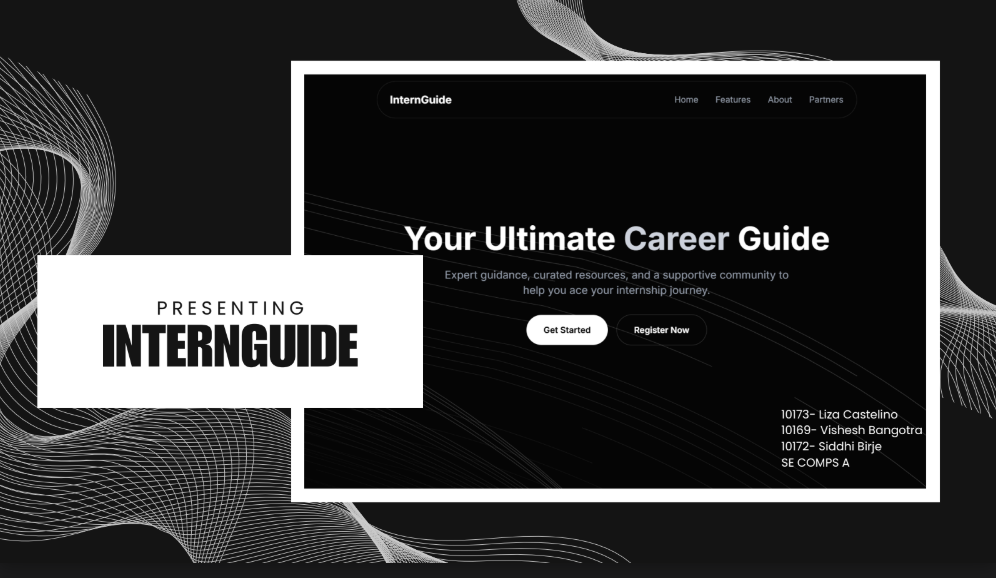 InternGuide
Home Features About Partners
Your Ultimate Career Guide
Expert guidance, curated resources, and a supportive community to
help you ace your internship journey.
Get Started Register Now
PRESENTING
INTERNGUIDE
10173- Liza Castelino
10169- Vishesh Bangotra
10172- Siddhi Birje
SE COMPS A